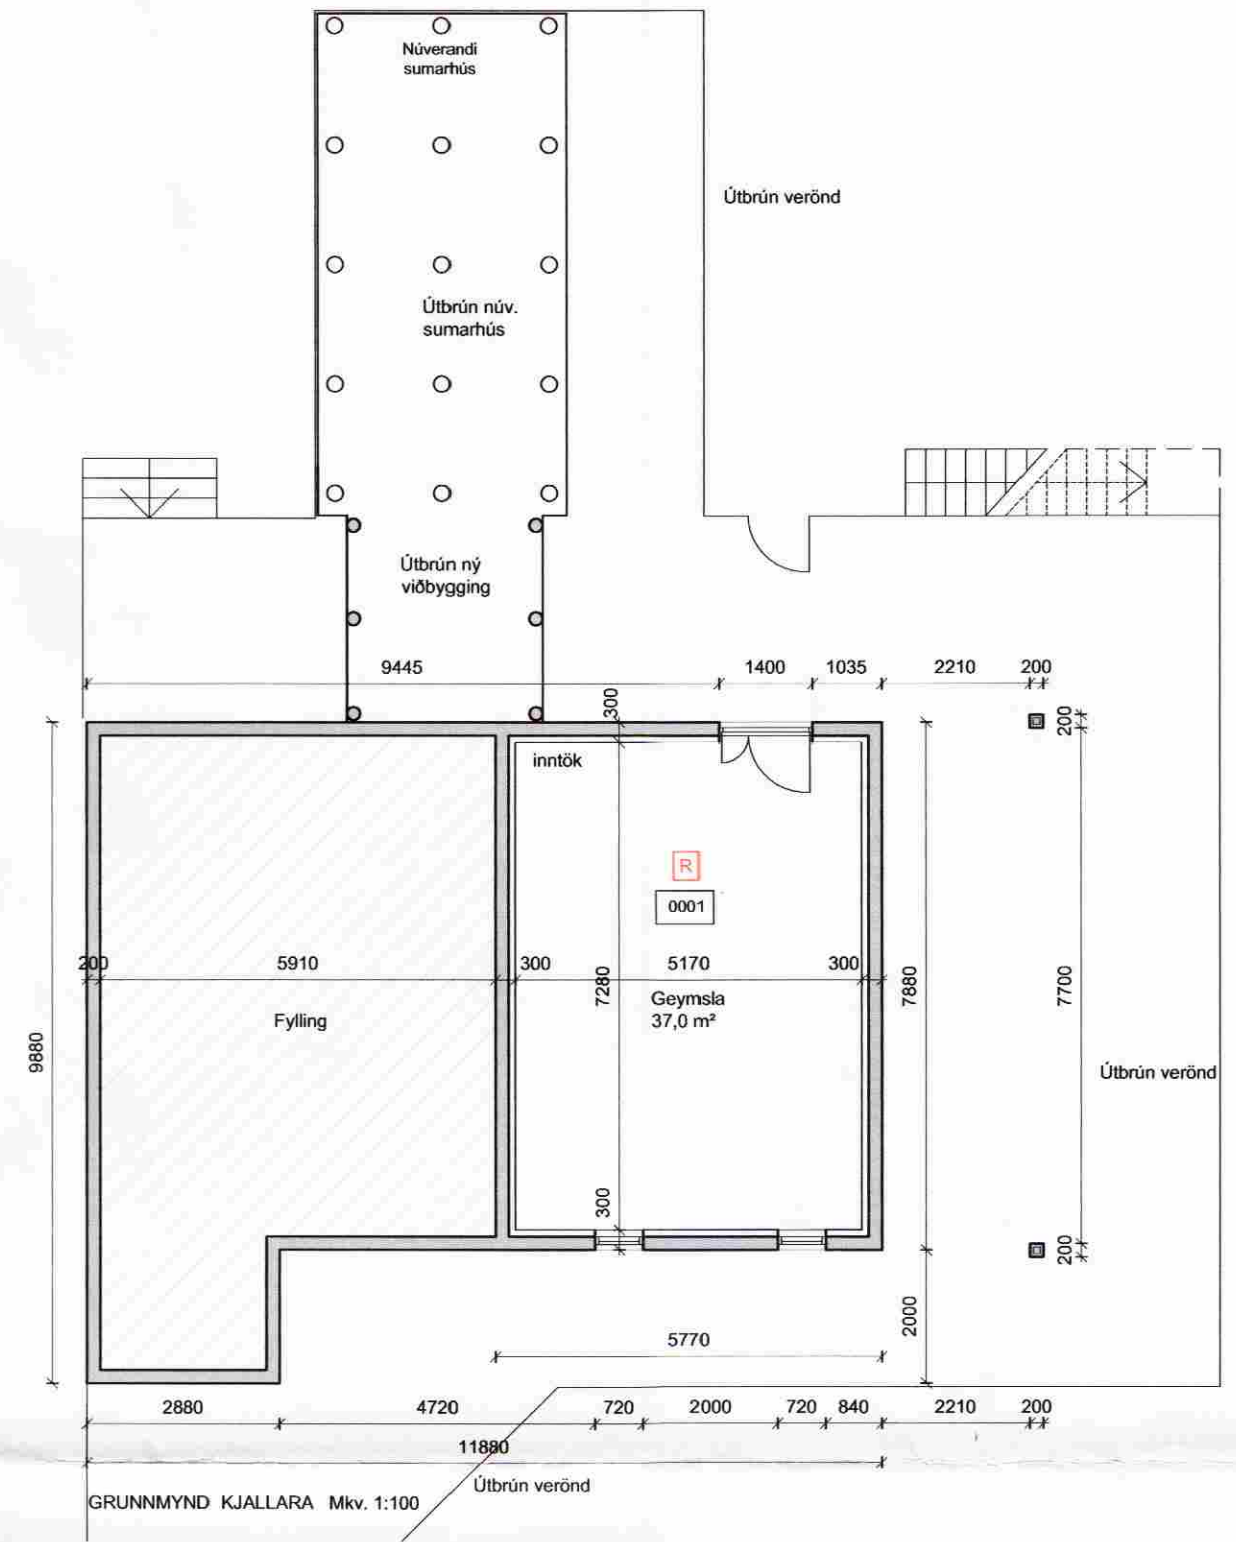 Núverandi
sumarhús
Útbrún verönd
Útbrún núv.
sumarhús
Útbrún ný
viðbygging
9445
1400
1035
2210
200
300
200
inntök
R
0001
200
5910
300
5170
300
7280
7880
7700
Geymsla
37,0 m²
Fylling
9880
Útbrún verönd
300
200
2000
5770
2880
4720
720
2000
720
840
2210
200
11880
Útbrún verönd
GRUNNMYND KJALLARA Mkv. 1:100